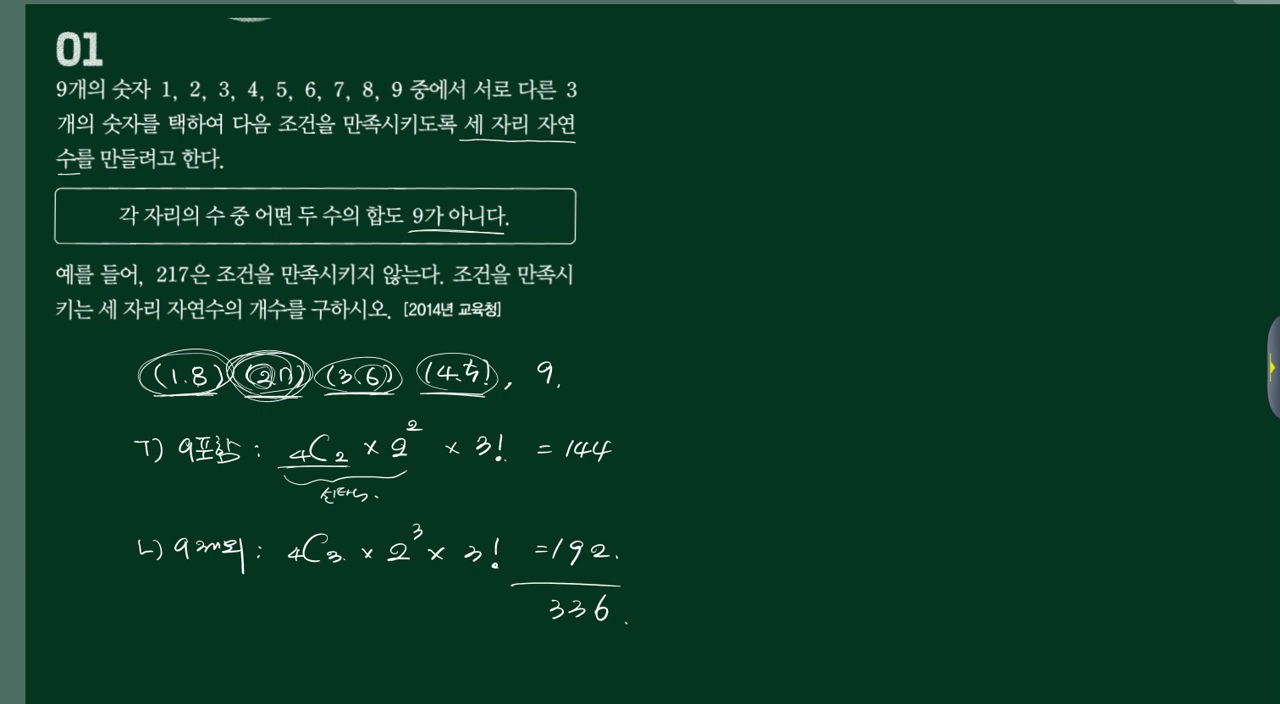 01
9개의 숫자 1, 2, 3, 4, 5, 6, 7, 8, 9 중에서 서로 다른 3
개의 숫자를 택하여 다음 조건을 만족시키도록 세 자리 자연
수를 만들려고 한다.
각 자리의 수 중 어떤 두 수의 합도 9가 아니다.
예를 들어, 217은 조건을 만족시키지 않는다. 조건을 만족시
키는 세 자리 자연수의 개수를 구하시오. [2014년 교육청]
(1.8) (2.7) (3.6) (4.5), 9.
ㄱ) 9포함 : ₄C₂ × 2² × 3! = 144
선택.
ㄴ) 9제외 : ₄C₃ × 2³ × 3! = 192.
336.